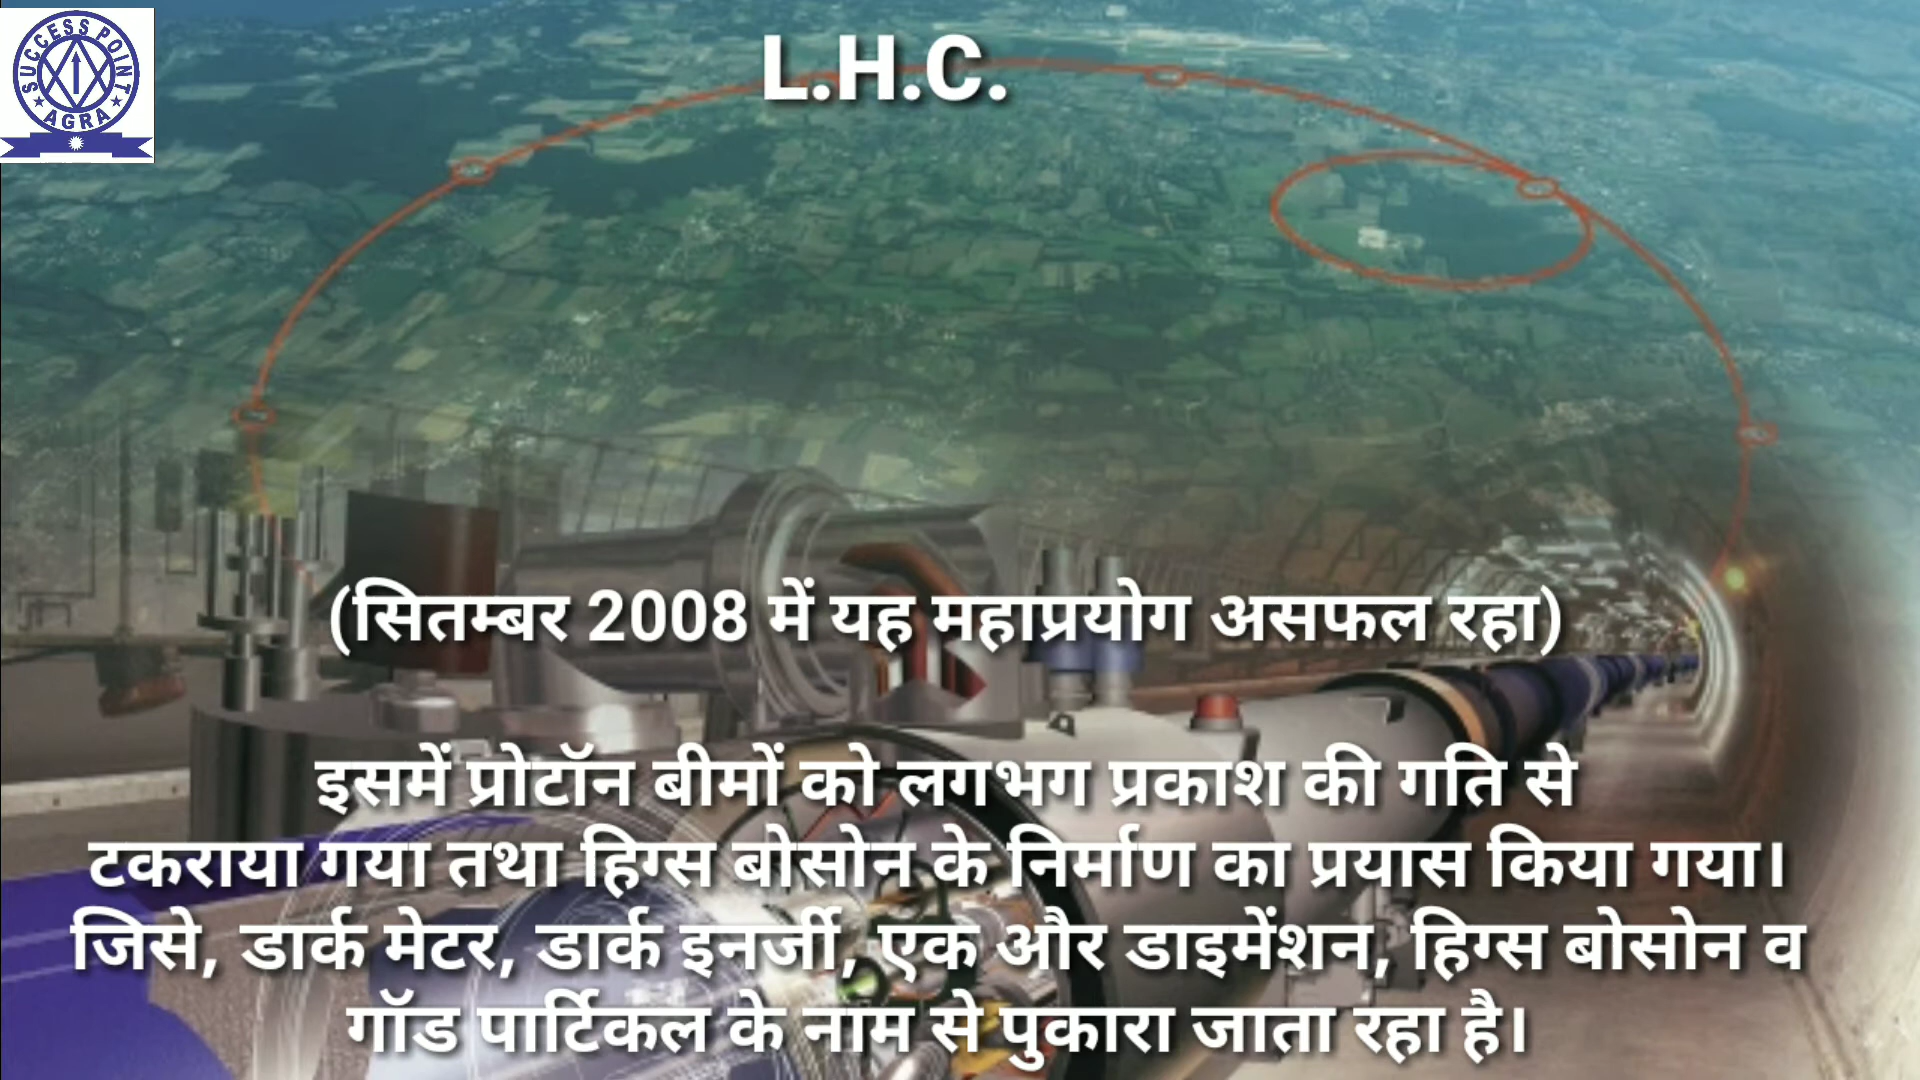 SUCCESS POINT
AGRA
L.H.C.
(सितम्बर 2008 में यह महाप्रयोग असफल रहा)
इसमें प्रोटॉन बीमों को लगभग प्रकाश की गति से
टकराया गया तथा हिग्स बोसोन के निर्माण का प्रयास किया गया।
जिसे, डार्क मेटर, डार्क इनर्जी, एक और डाइमेंशन, हिग्स बोसोन व
गॉड पार्टिकल के नाम से पुकारा जाता रहा है।